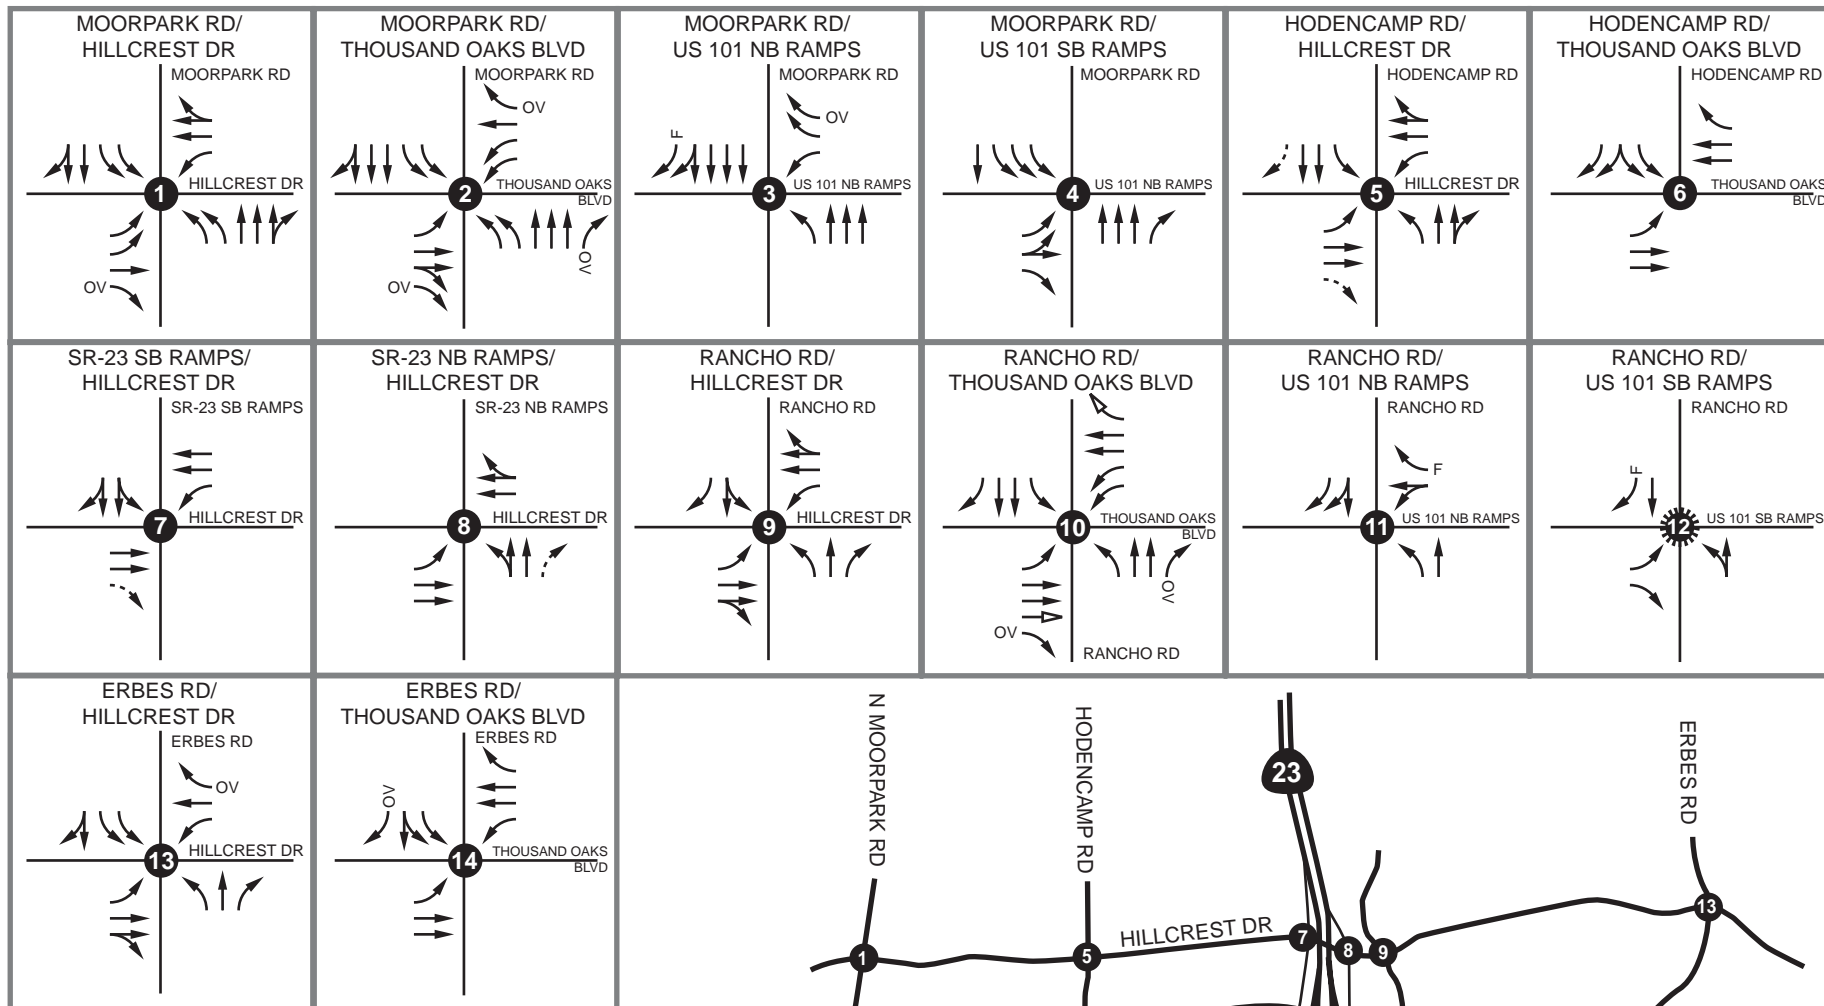 MOORPARK RD/
HILLCREST DR
MOORPARK RD
HILLCREST DR
OV
1
MOORPARK RD/
THOUSAND OAKS BLVD
MOORPARK RD
OV
THOUSAND OAKS
BLVD
OV
OV
2
MOORPARK RD/
US 101 NB RAMPS
MOORPARK RD
F
OV
US 101 NB RAMPS
3
MOORPARK RD/
US 101 SB RAMPS
MOORPARK RD
US 101 NB RAMPS
4
HODENCAMP RD/
HILLCREST DR
HODENCAMP RD
HILLCREST DR
5
HODENCAMP RD/
THOUSAND OAKS BLVD
HODENCAMP RD
THOUSAND OAKS
BLVD
6
SR-23 SB RAMPS/
HILLCREST DR
SR-23 SB RAMPS
HILLCREST DR
7
SR-23 NB RAMPS/
HILLCREST DR
SR-23 NB RAMPS
HILLCREST DR
8
RANCHO RD/
HILLCREST DR
RANCHO RD
HILLCREST DR
9
RANCHO RD/
THOUSAND OAKS BLVD
THOUSAND OAKS
BLVD
OV
OV
RANCHO RD
10
RANCHO RD/
US 101 NB RAMPS
RANCHO RD
F
US 101 NB RAMPS
11
RANCHO RD/
US 101 SB RAMPS
RANCHO RD
F
US 101 SB RAMPS
12
ERBES RD/
HILLCREST DR
ERBES RD
OV
HILLCREST DR
13
ERBES RD/
THOUSAND OAKS BLVD
ERBES RD
OV
THOUSAND OAKS
BLVD
14
N MOORPARK RD
HODENCAMP RD
23
ERBES RD
HILLCREST DR
1
5
7
8
9
13